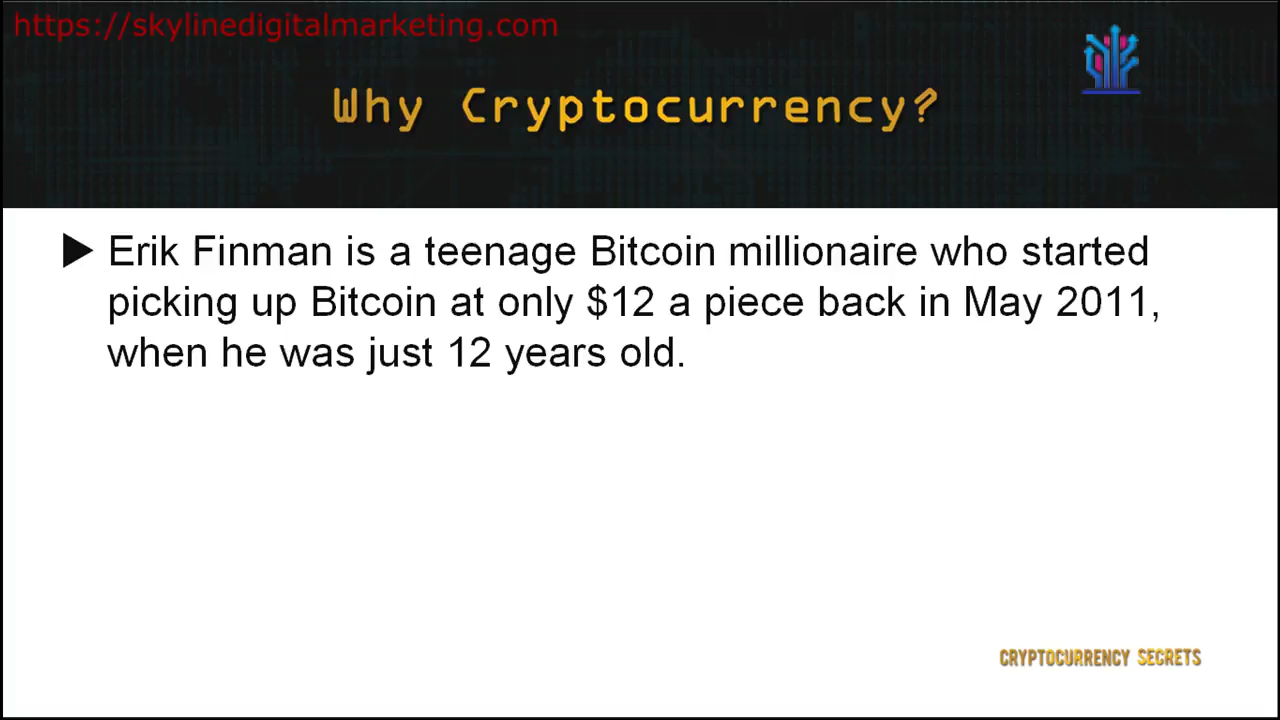 https://skylinedigitalmarketing.com
Why Cryptocurrency?
Erik Finman is a teenage Bitcoin millionaire who started
picking up Bitcoin at only $12 a piece back in May 2011,
when he was just 12 years old.
CRYPTOCURRENCY SECRETS